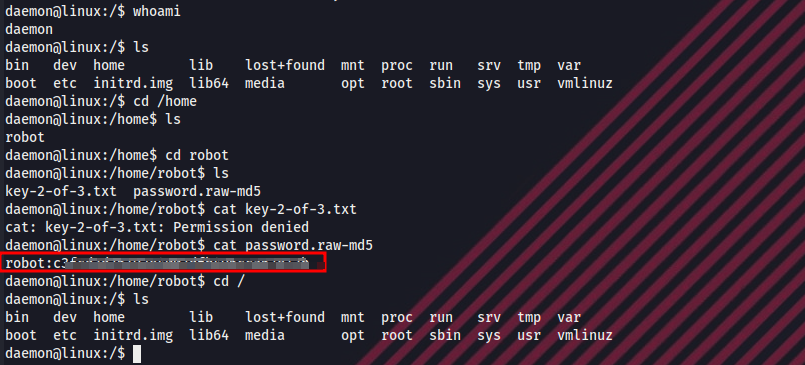 daemon@linux:/$ whoami
daemon
daemon@linux:/$ ls
bin   dev  home        lib    lost+found  mnt  proc  run   srv  tmp  var
boot  etc  initrd.img  lib64  media       opt  root  sbin  sys  usr  vmlinuz
daemon@linux:/$ cd /home
daemon@linux:/home$ ls
robot
daemon@linux:/home$ cd robot
daemon@linux:/home/robot$ ls
key-2-of-3.txt  password.raw-md5
daemon@linux:/home/robot$ cat key-2-of-3.txt
cat: key-2-of-3.txt: Permission denied
daemon@linux:/home/robot$ cat password.raw-md5
daemon@linux:/home/robot$ cd /
daemon@linux:/$ ls
bin   dev  home        lib    lost+found  mnt  proc  run   srv  tmp  var
boot  etc  initrd.img  lib64  media       opt  root  sbin  sys  usr  vmlinuz
daemon@linux:/$